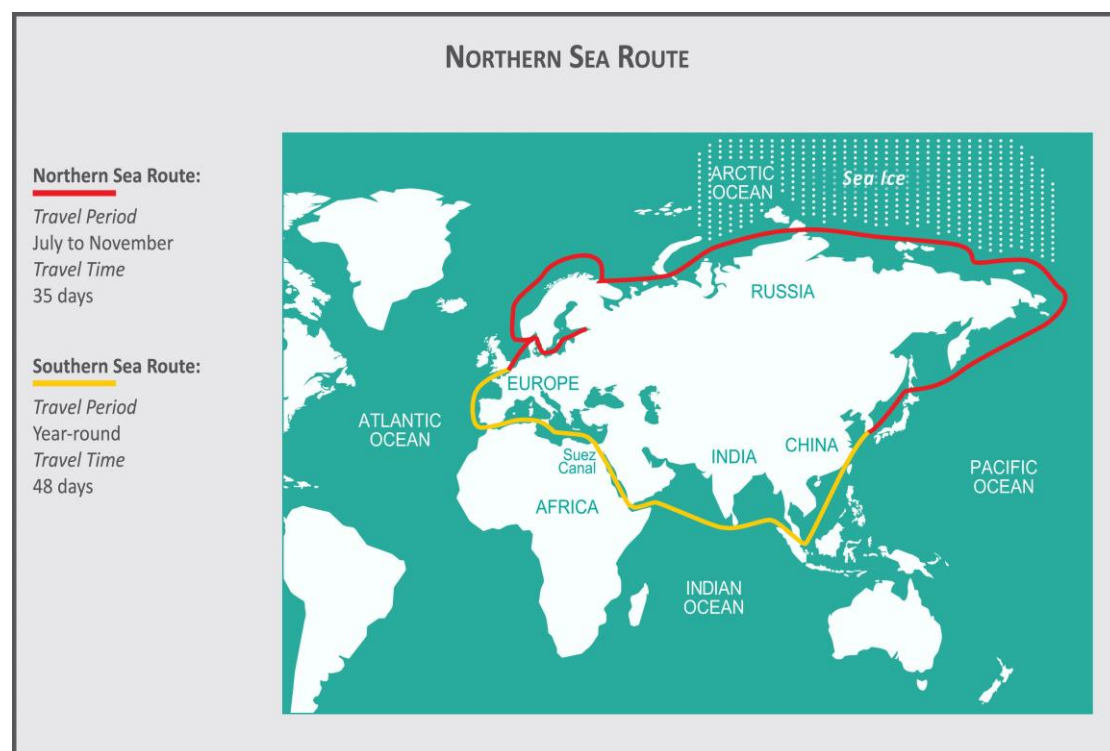 NORTHERN SEA ROUTE
Northern Sea Route:
Travel Period
July to November
Travel Time
35 days
Southern Sea Route:
Travel Period
Year-round
Travel Time
48 days
ARCTIC
OCEAN
Sea Ice
RUSSIA
EUROPE
ATLANTIC
OCEAN
Suez
Canal
AFRICA
INDIA
CHINA
PACIFIC
OCEAN
INDIAN
OCEAN